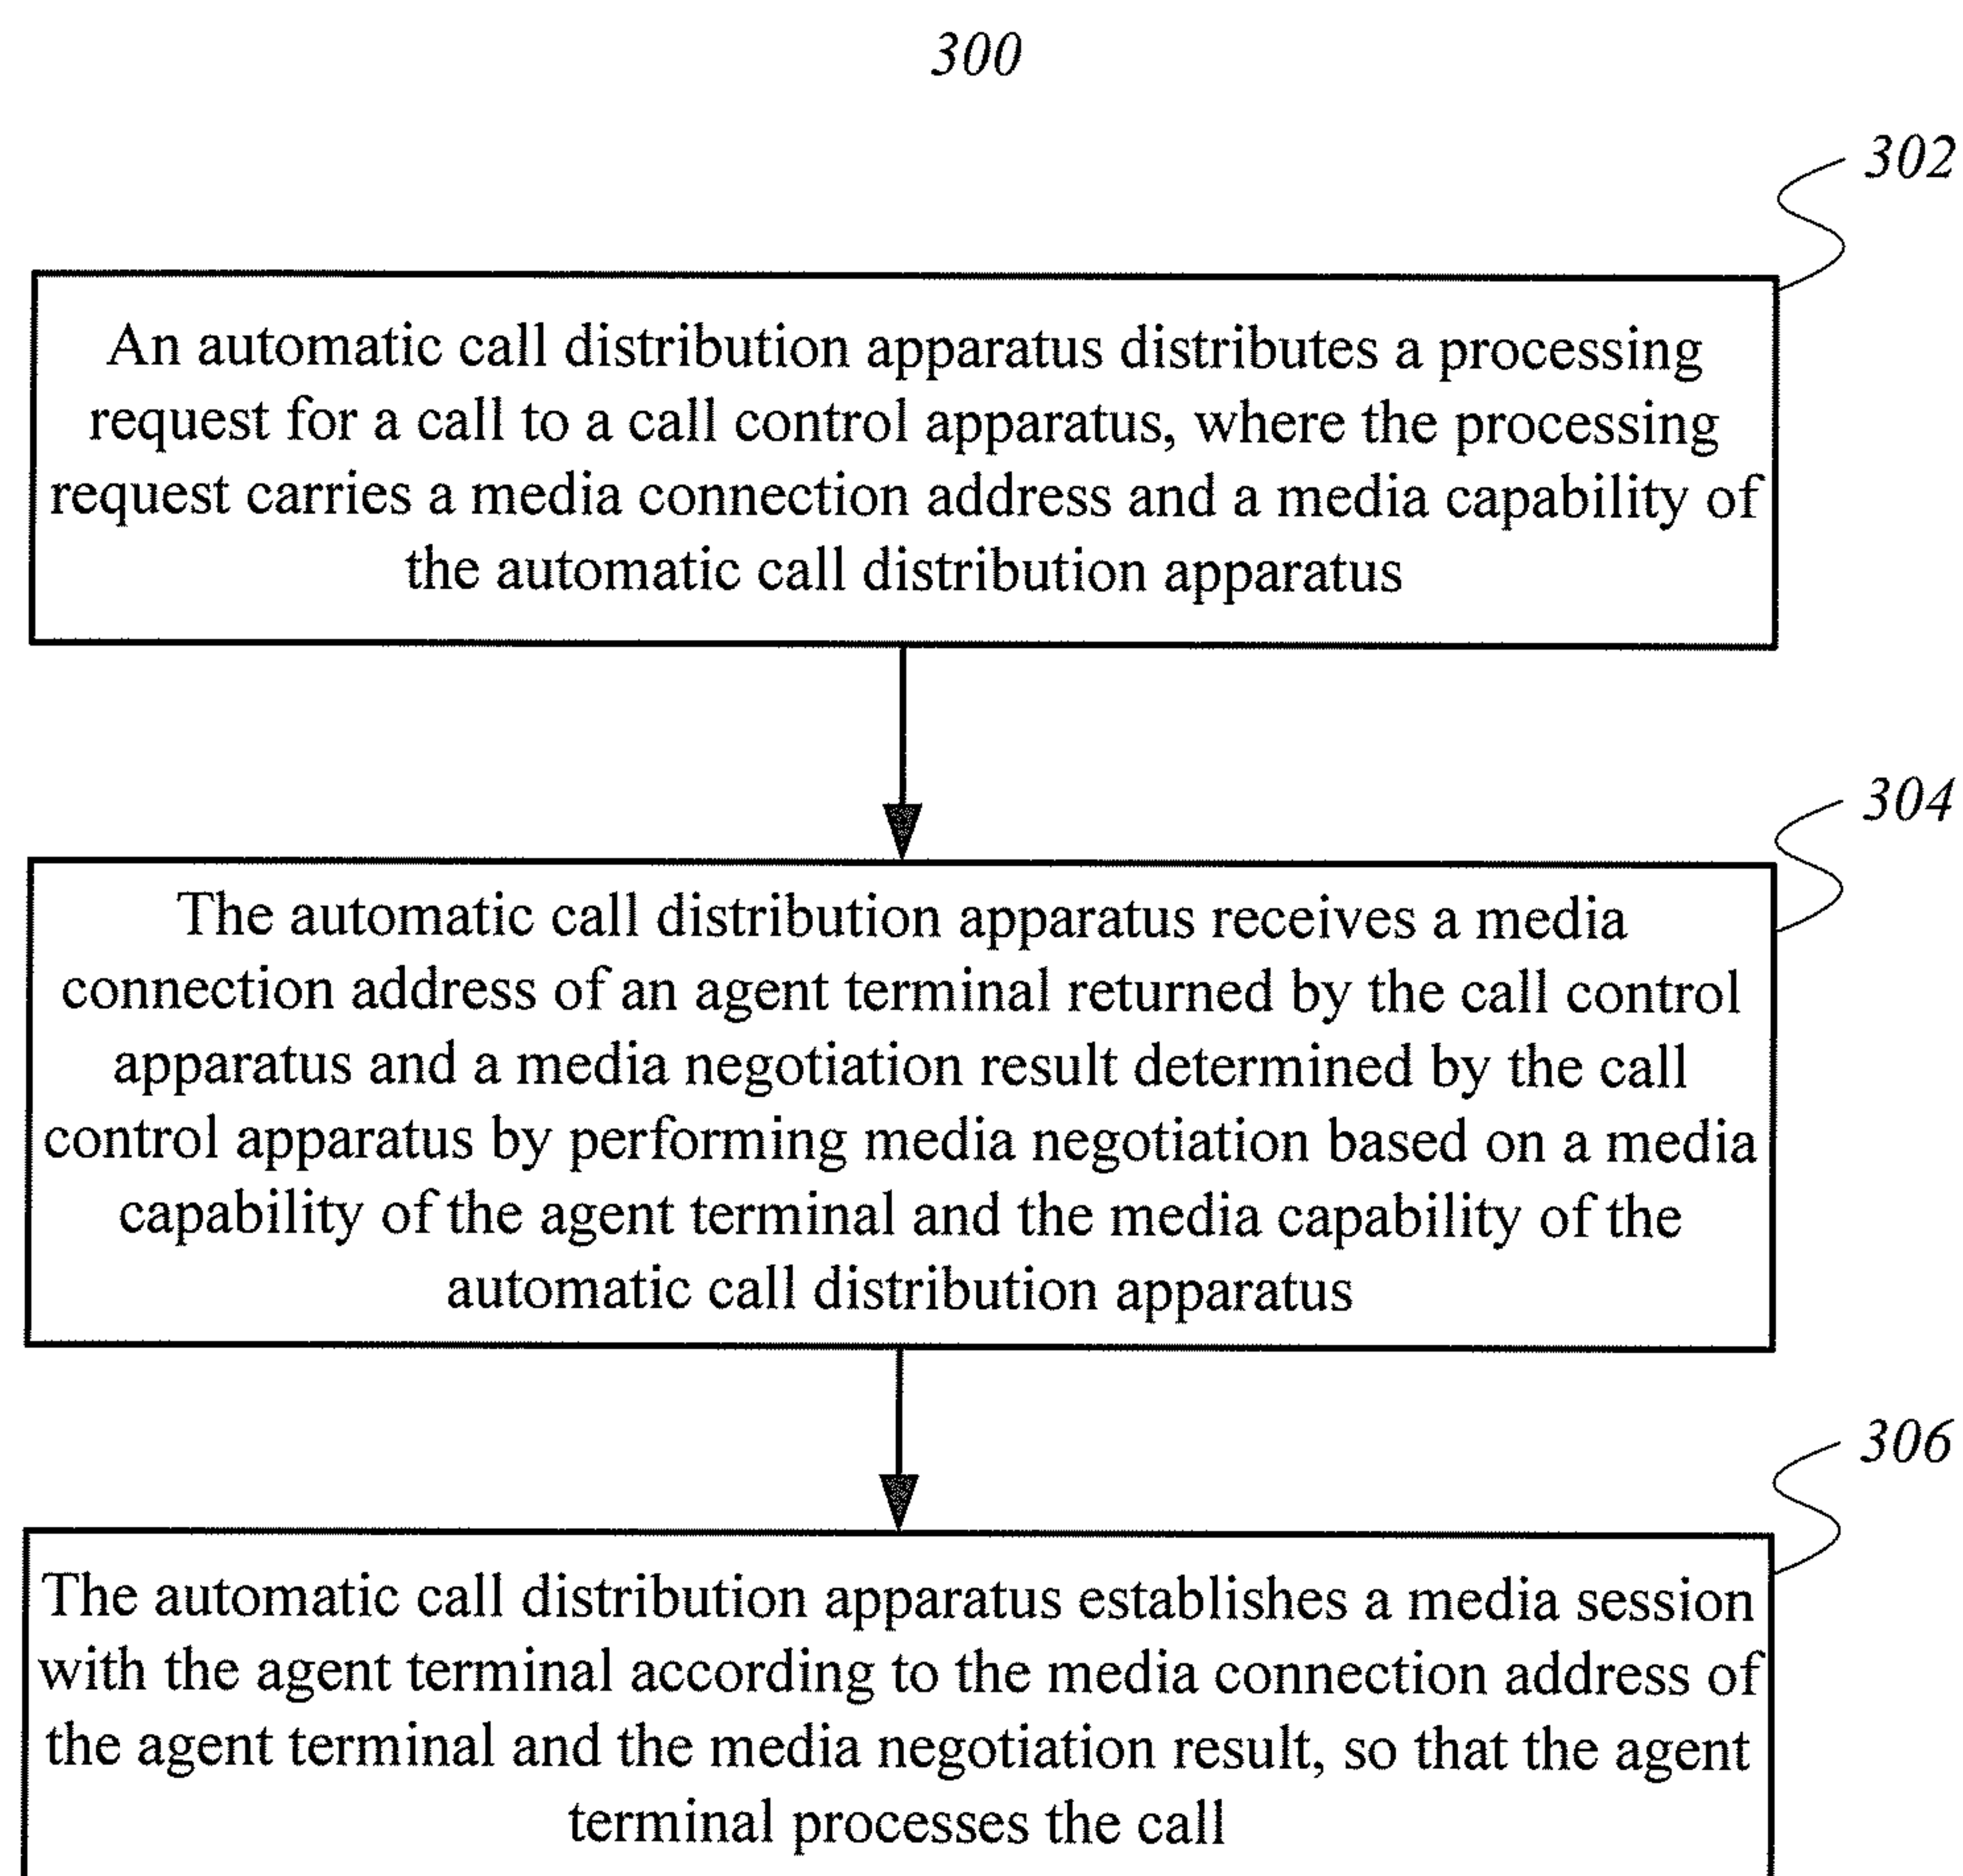 300
302
An automatic call distribution apparatus distributes a processing
request for a call to a call control apparatus, where the processing
request carries a media connection address and a media capability of
the automatic call distribution apparatus
304
The automatic call distribution apparatus receives a media
connection address of an agent terminal returned by the call control
apparatus and a media negotiation result determined by the call
control apparatus by performing media negotiation based on a media
capability of the agent terminal and the media capability of the
automatic call distribution apparatus
306
The automatic call distribution apparatus establishes a media session
with the agent terminal according to the media connection address of
the agent terminal and the media negotiation result, so that the agent
terminal processes the call